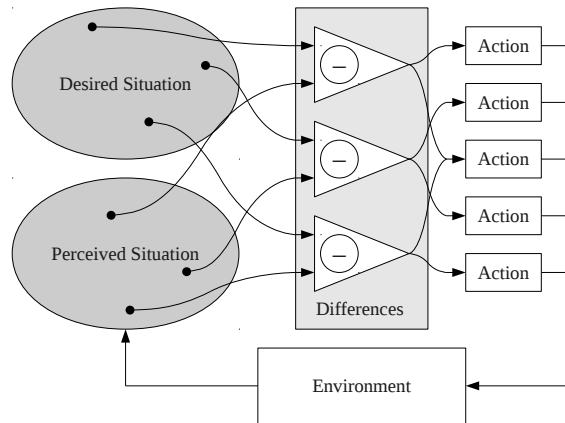 Desired Situation
Perceived Situation
–
–
–
Differences
Action
Action
Action
Action
Action
Environment